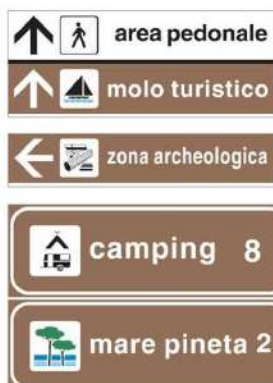 area pedonale
molo turistico
zona archeologica
camping 8
mare pineta 2